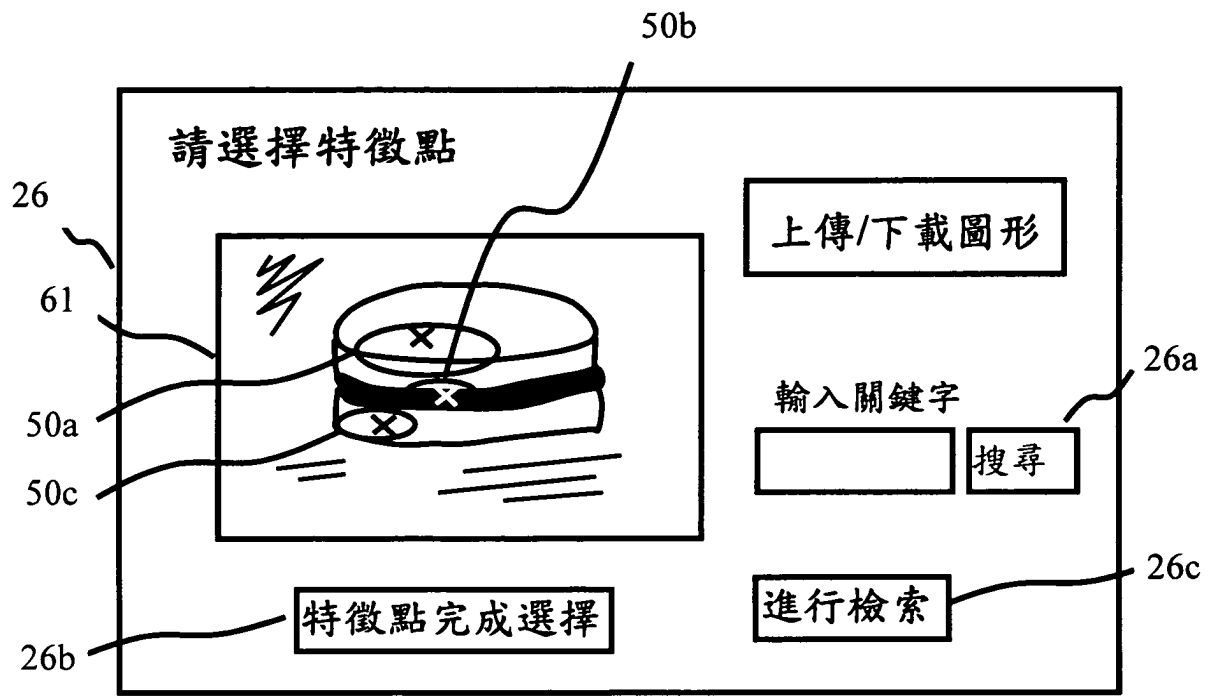 50b
請選擇特徵點
26
上傳/下載圖形
61
26a
輸入關鍵字
50a
搜尋
50c
26c
進行檢索
特徵點完成選擇
26b